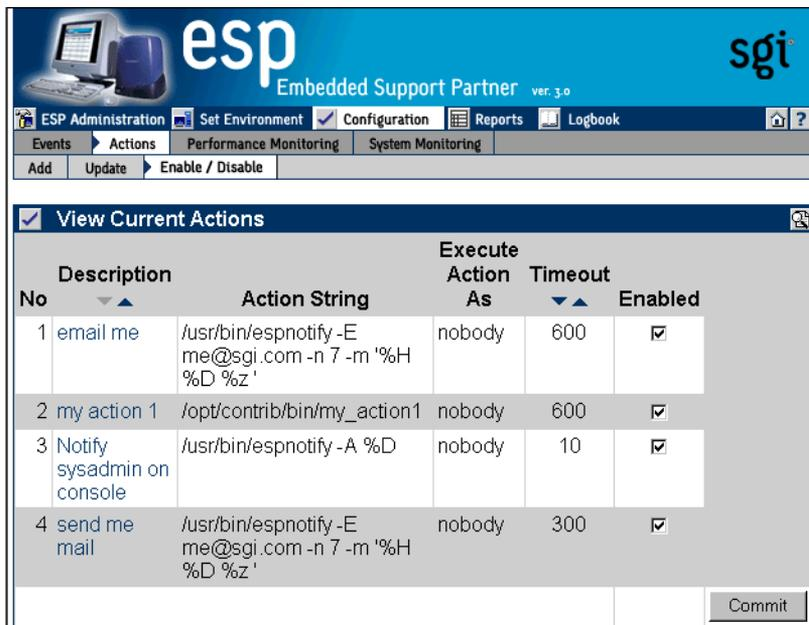 esp
Embedded Support Partner ver. 3.0
sgi
ESP Administration Set Environment Configuration Reports Logbook ?
Events Actions Performance Monitoring System Monitoring
Add Update Enable / Disable
View Current Actions
No Description Action String Execute Action As Timeout Enabled
1 email me /usr/bin/espnotify -E me@sgi.com -n 7 -m '%H %D %z ' nobody 600
2 my action 1 /opt/contrib/bin/my_action1 nobody 600
3 Notify sysadmin on console /usr/bin/espnotify -A %D nobody 10
4 send me mail /usr/bin/espnotify -E me@sgi.com -n 7 -m '%H %D %z ' nobody 300
Commit